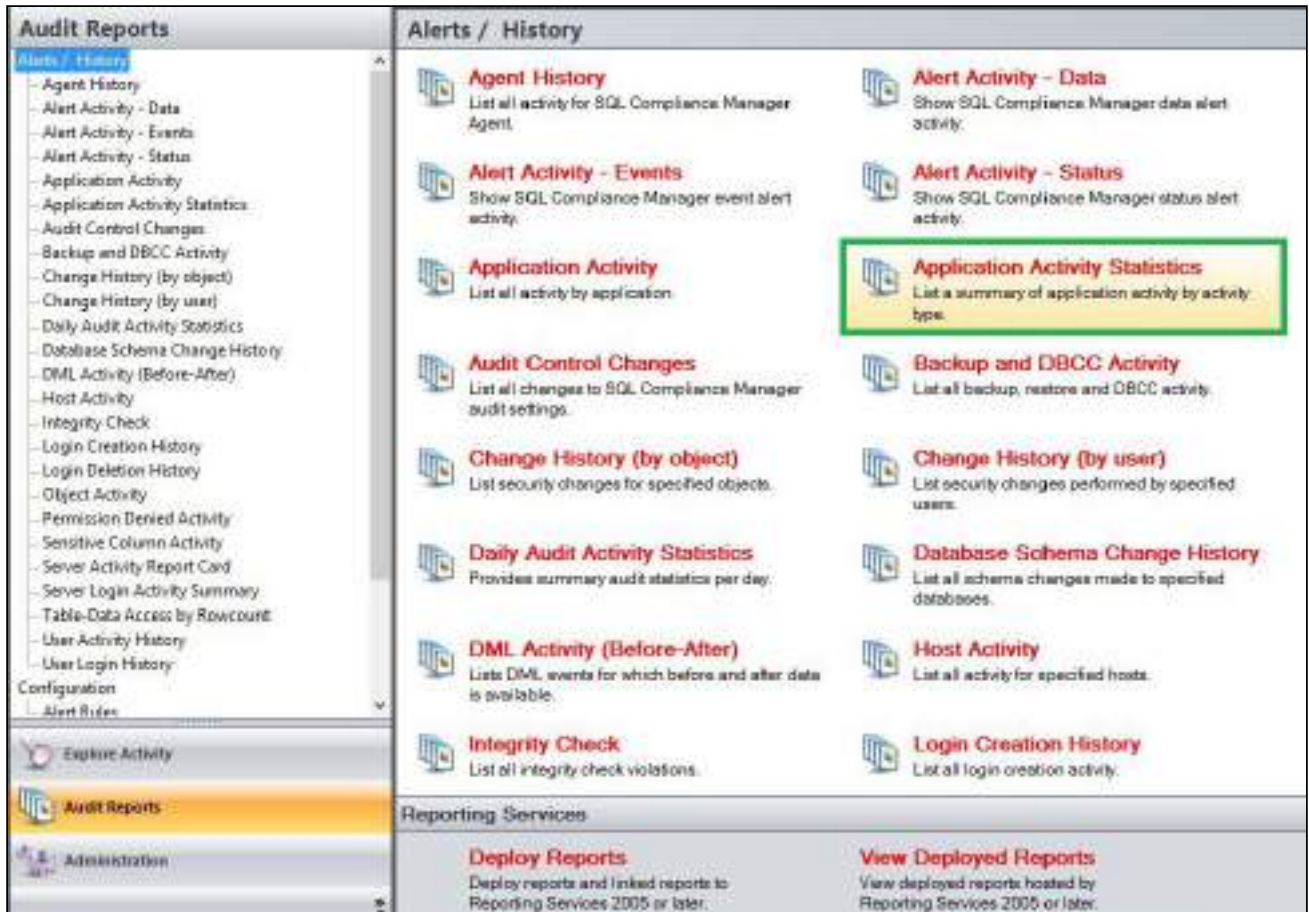 Audit Reports
Alerts / History
Agent History
Alert Activity - Data
Alert Activity - Events
Alert Activity - Status
Application Activity
Application Activity Statistics
Audit Control Changes
Backup and DBCC Activity
Change History (by object)
Change History (by user)
Daily Audit Activity Statistics
Database Schema Change History
DML Activity (Before-After)
Host Activity
Integrity Check
Login Creation History
Login Deletion History
Object Activity
Permission Denied Activity
Sensitive Column Activity
Server Activity Report Card
Server Login Activity Summary
Table-Data Access by Rowcount
User Activity History
User Login History
Configuration
Alert Rules
Explore Activity
Audit Reports
Administration
Alerts / History
Agent History
List all activity for SQL Compliance Manager
Agent.
Alert Activity - Data
Show SQL Compliance Manager data alert
activity.
Alert Activity - Events
Show SQL Compliance Manager event alert
activity.
Alert Activity - Status
Show SQL Compliance Manager status alert
activity.
Application Activity
List all activity by application.
Application Activity Statistics
List a summary of application activity by activity
type.
Audit Control Changes
List all changes to SQL Compliance Manager
audit settings.
Backup and DBCC Activity
List all backup, restore and DBCC activity.
Change History (by object)
List security changes for specified objects.
Change History (by user)
List security changes performed by specified
users.
Daily Audit Activity Statistics
Provides summary audit statistics per day.
Database Schema Change History
List all schema changes made to specified
databases.
DML Activity (Before-After)
Lists DML events for which before and after data
is available.
Host Activity
List all activity for specified hosts.
Integrity Check
List all integrity check violations.
Login Creation History
List all login creation activity.
Reporting Services
Deploy Reports
Deploy reports and linked reports to
Reporting Services 2005 or later.
View Deployed Reports
View deployed reports hosted by
Reporting Services 2005 or later.